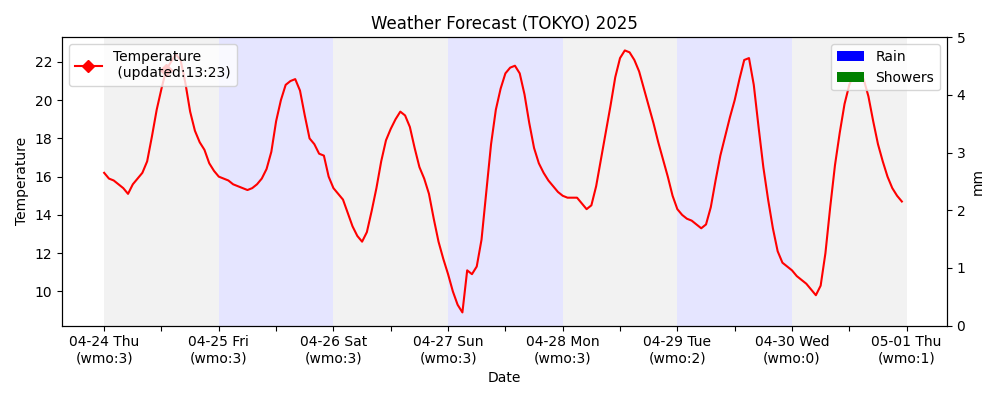 Weather Forecast (TOKYO) 2025
Temperature
(updated:13:23)
Rain
Showers
22
20
18
16
14
12
10
Temperature
5
4
3
2
1
0
mm
04-24 Thu
(wmo:3)
04-25 Fri
(wmo:3)
04-26 Sat
(wmo:3)
04-27 Sun
(wmo:3)
04-28 Mon
(wmo:3)
04-29 Tue
(wmo:2)
04-30 Wed
(wmo:0)
05-01 Thu
(wmo:1)
Date